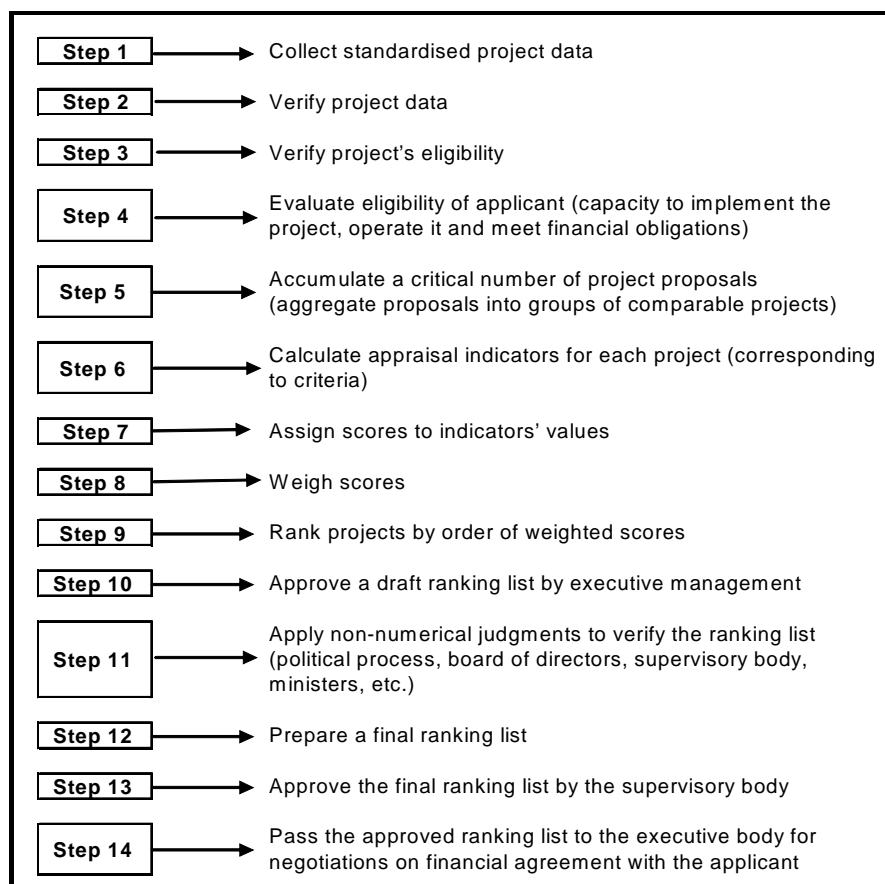 Step 1 Collect standardised project data
Step 2 Verify project data
Step 3 Verify project's eligibility
Step 4 Evaluate eligibility of applicant (capacity to implement the
project, operate it and meet financial obligations)
Step 5 Accumulate a critical number of project proposals
(aggregate proposals into groups of comparable projects)
Step 6 Calculate appraisal indicators for each project (corresponding
to criteria)
Step 7 Assign scores to indicators' values
Step 8 Weigh scores
Step 9 Rank projects by order of weighted scores
Step 10 Approve a draft ranking list by executive management
Step 11 Apply non-numerical judgments to verify the ranking list
(political process, board of directors, supervisory body,
ministers, etc.)
Step 12 Prepare a final ranking list
Step 13 Approve the final ranking list by the supervisory body
Step 14 Pass the approved ranking list to the executive body for
negotiations on financial agreement with the applicant